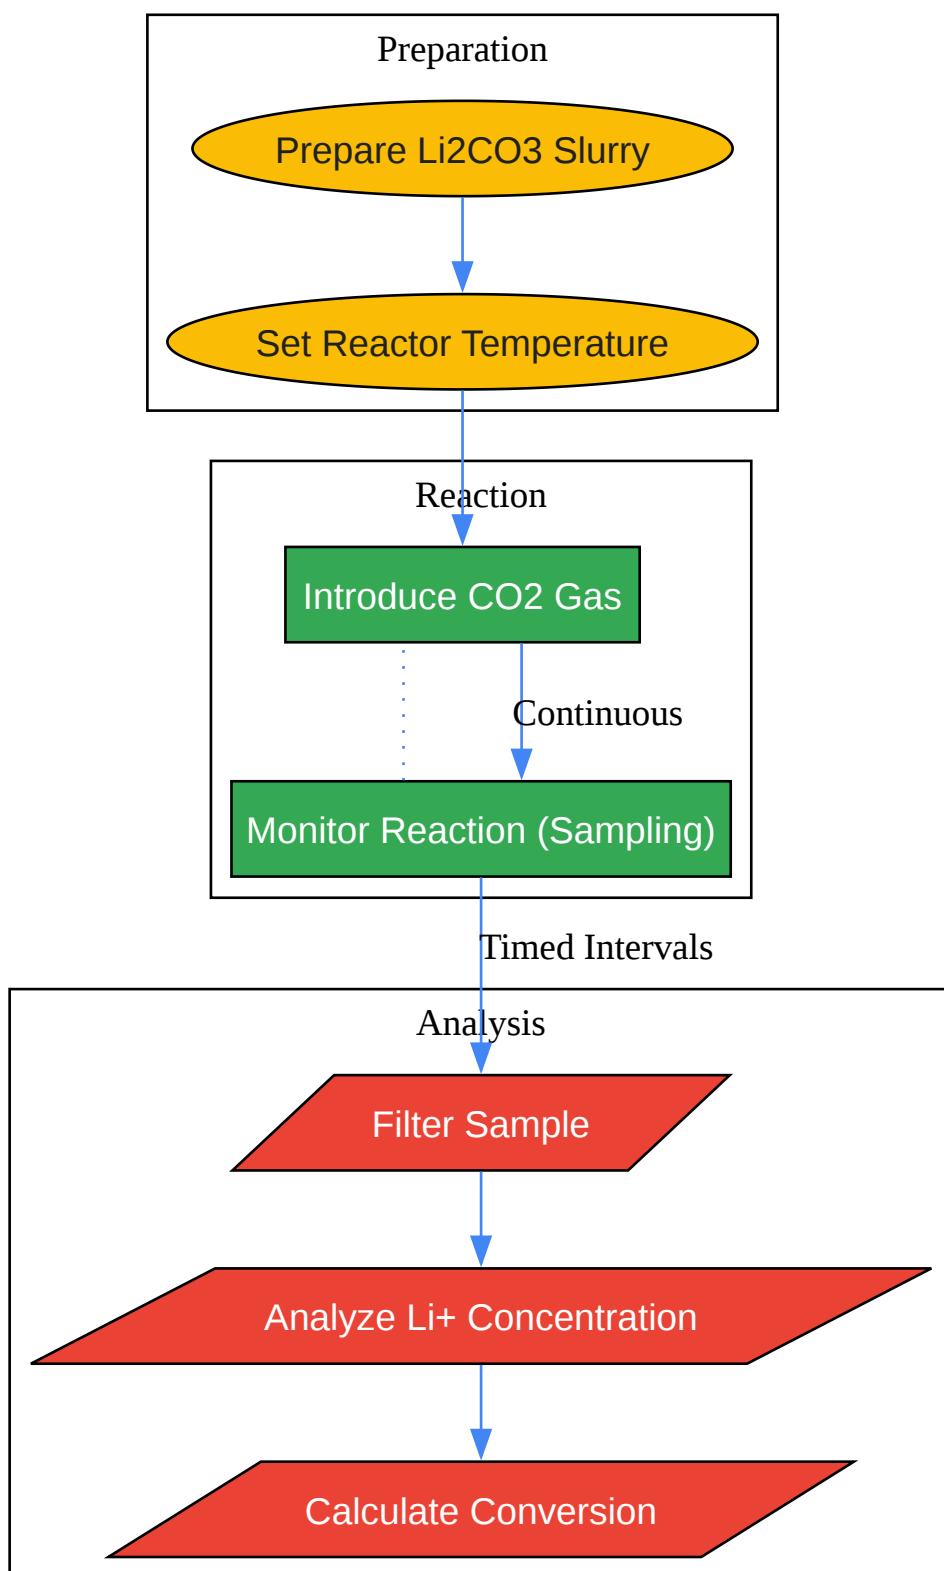 Preparation
Prepare Li2CO3 Slurry
Set Reactor Temperature
Reaction
Introduce CO2 Gas
Continuous
Monitor Reaction (Sampling)
Timed Intervals
Analysis
Filter Sample
Analyze Li+ Concentration
Calculate Conversion